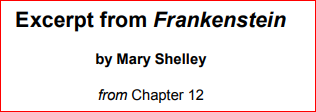 Excerpt from Frankenstein
by Mary Shelley
from Chapter 12